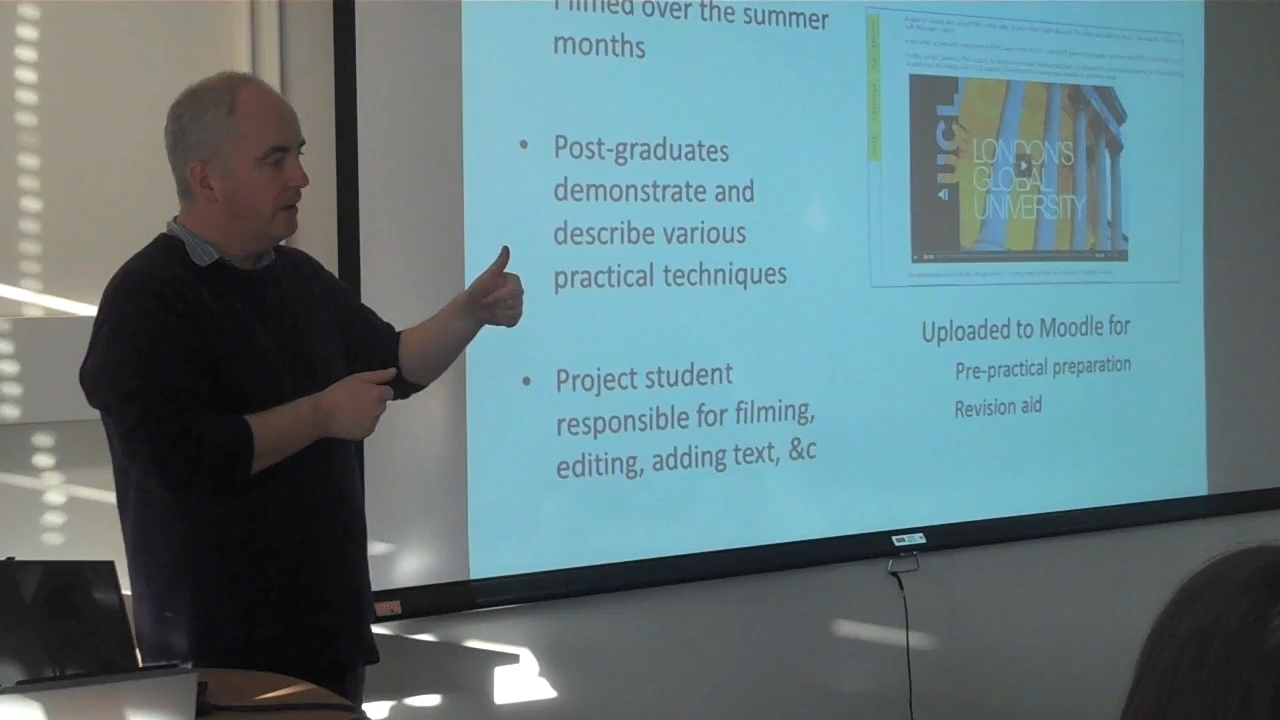 Filmed over the summer
months
• Post-graduates
demonstrate and
describe various
practical techniques
• Project student
responsible for filming,
editing, adding text, &c
UCL
LONDON'S
GLOBAL
UNIVERSITY
Uploaded to Moodle for
Pre-practical preparation
Revision aid